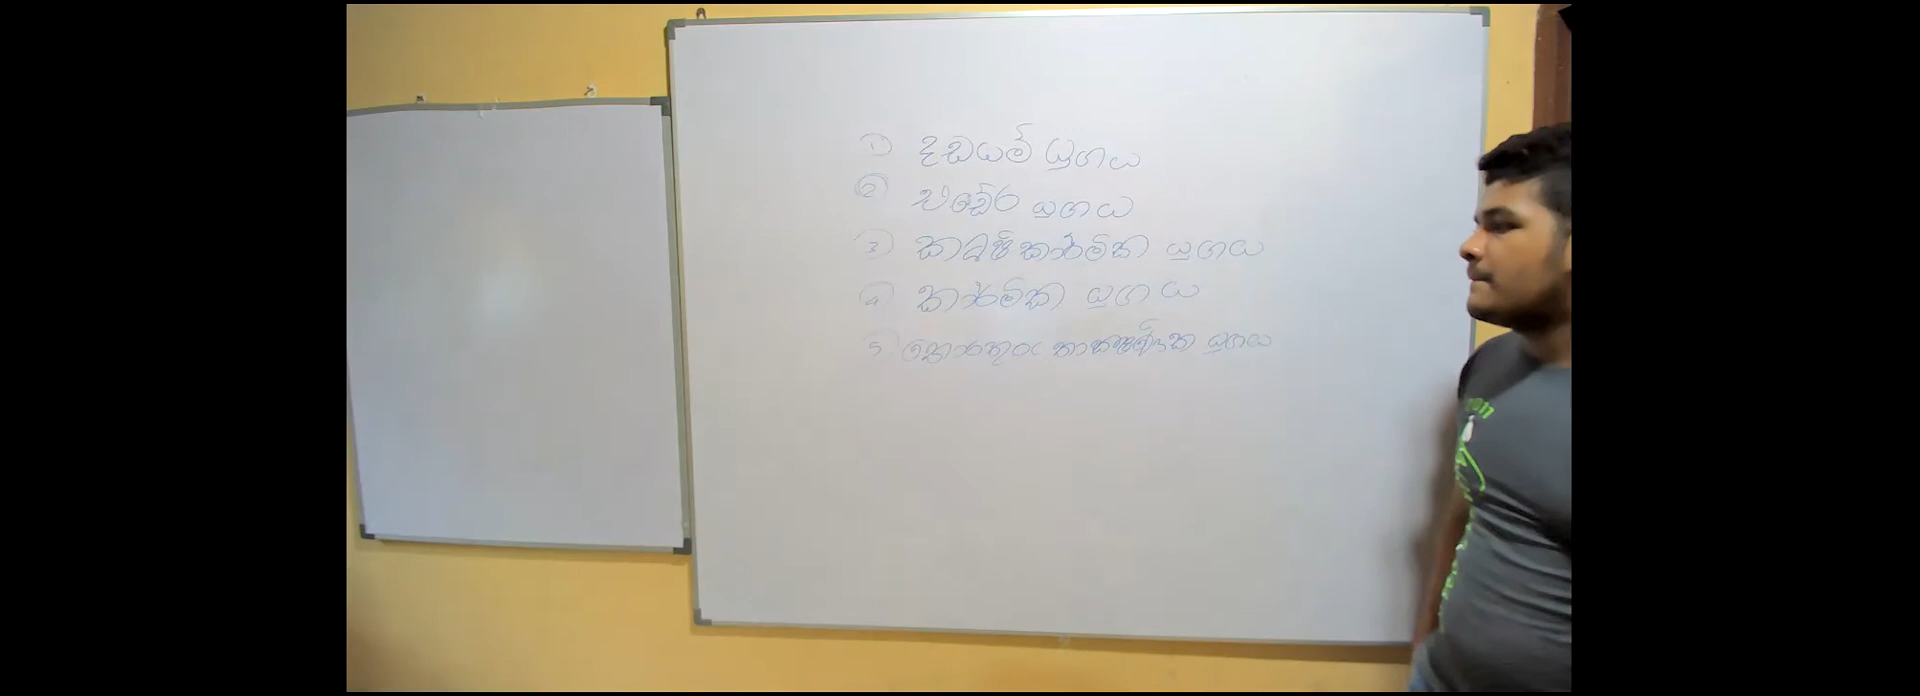 ① දඩයම් යුගය
② එඬේර යුගය
③ කෘෂිකාර්මික යුගය
④ කාර්මික යුගය
5 තොරතුරු තාක්ෂණික යුගය